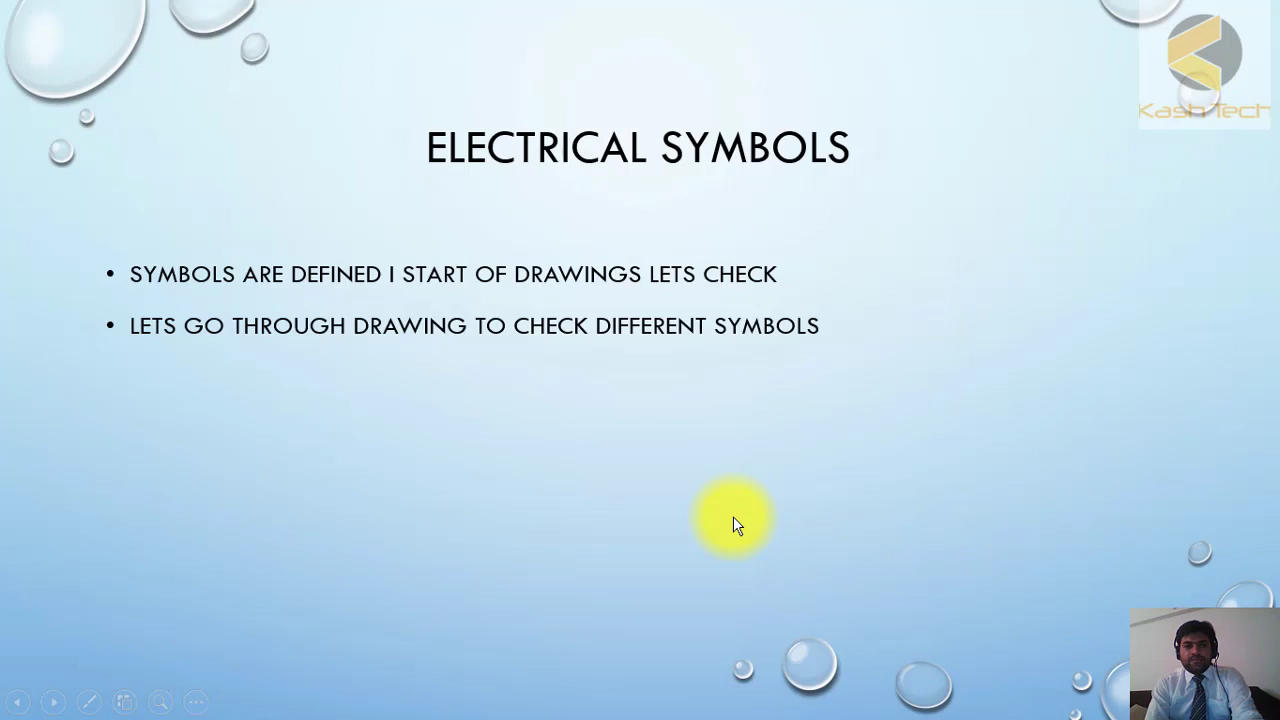 Kash Tech
ELECTRICAL SYMBOLS
• SYMBOLS ARE DEFINED I START OF DRAWINGS LETS CHECK
• LETS GO THROUGH DRAWING TO CHECK DIFFERENT SYMBOLS